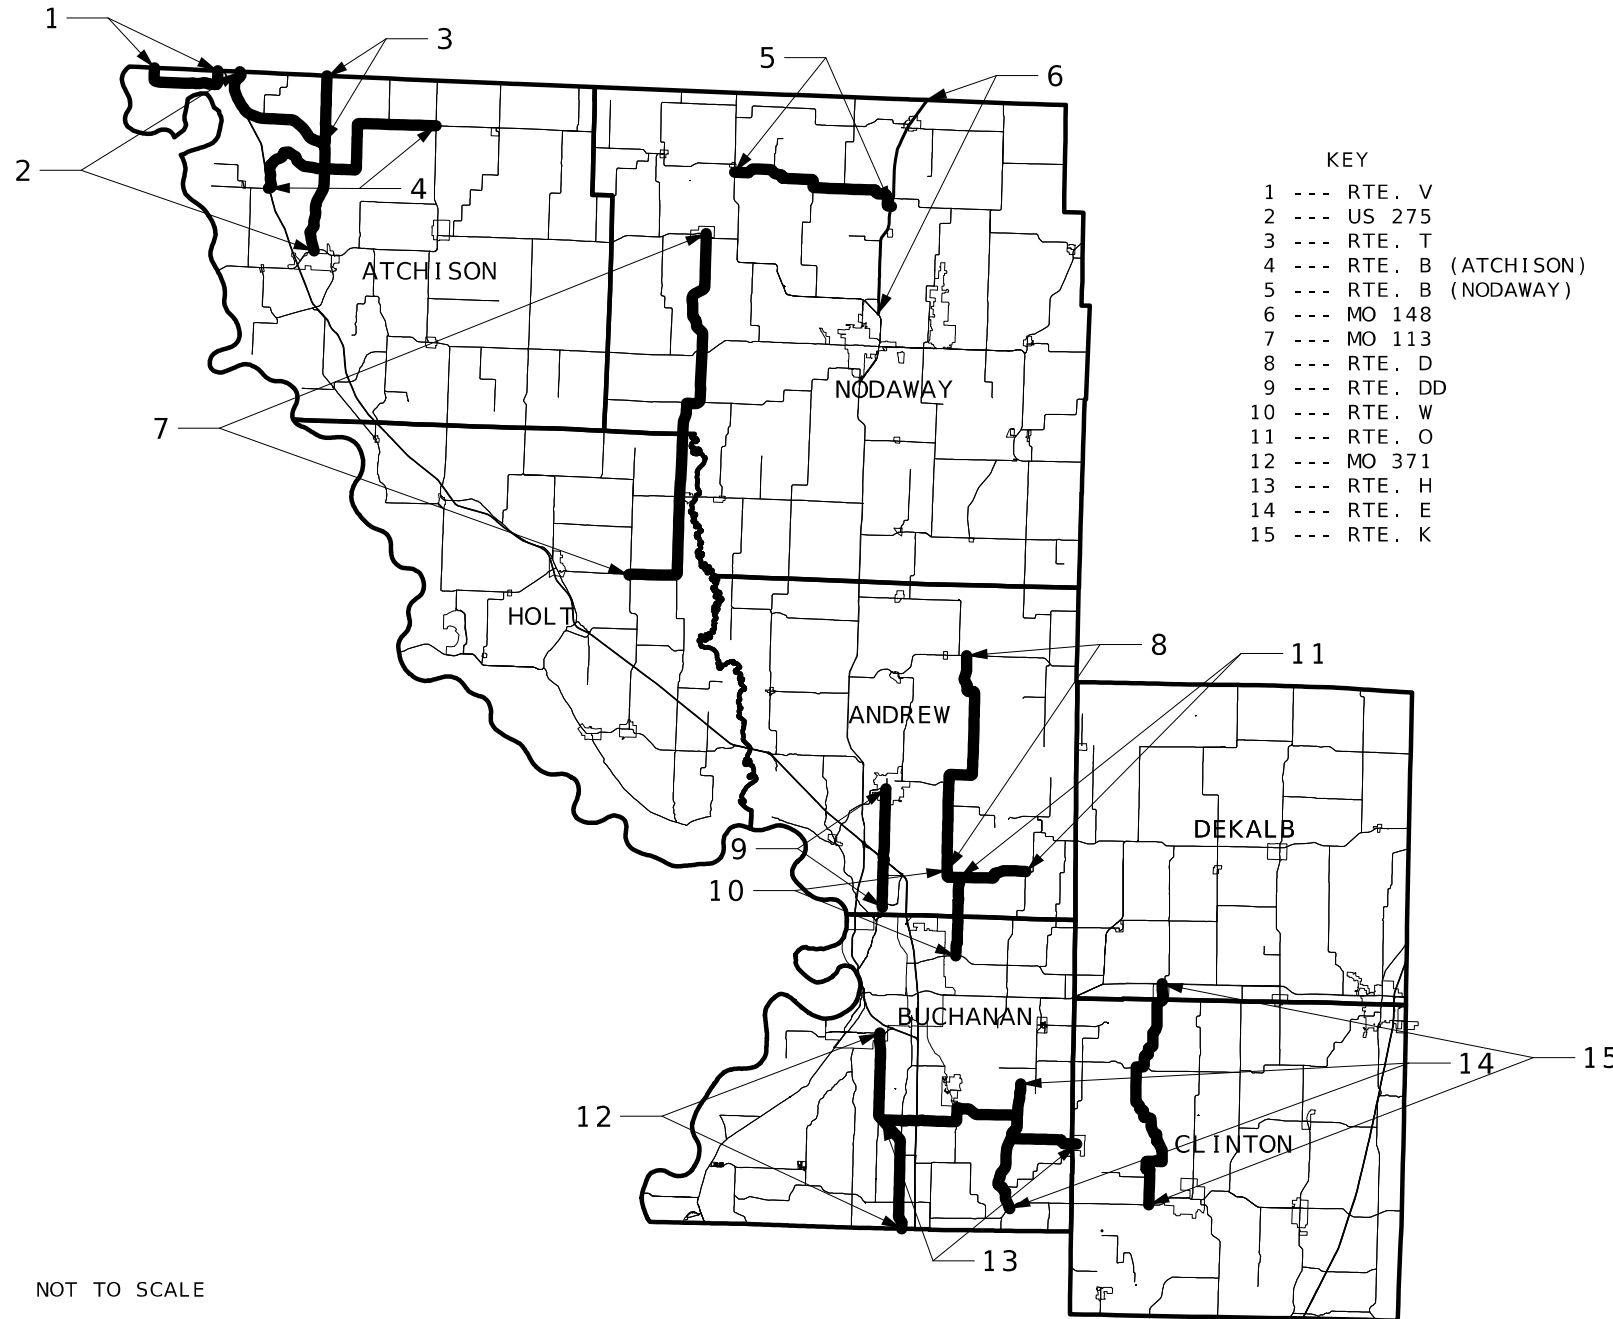 1
3
5
6
2
4
KEY
1 --- RTE. V
2 --- US 275
3 --- RTE. T
4 --- RTE. B (ATCHISON)
5 --- RTE. B (NODAWAY)
6 --- MO 148
7 --- MO 113
8 --- RTE. D
9 --- RTE. DD
10 --- RTE. W
11 --- RTE. O
12 --- MO 371
13 --- RTE. H
14 --- RTE. E
15 --- RTE. K
ATCHISON
NODAWAY
7
HOLT
8
11
ANDREW
DEKALB
9
10
BUCHANAN
14
15
12
CLINTON
13
NOT TO SCALE